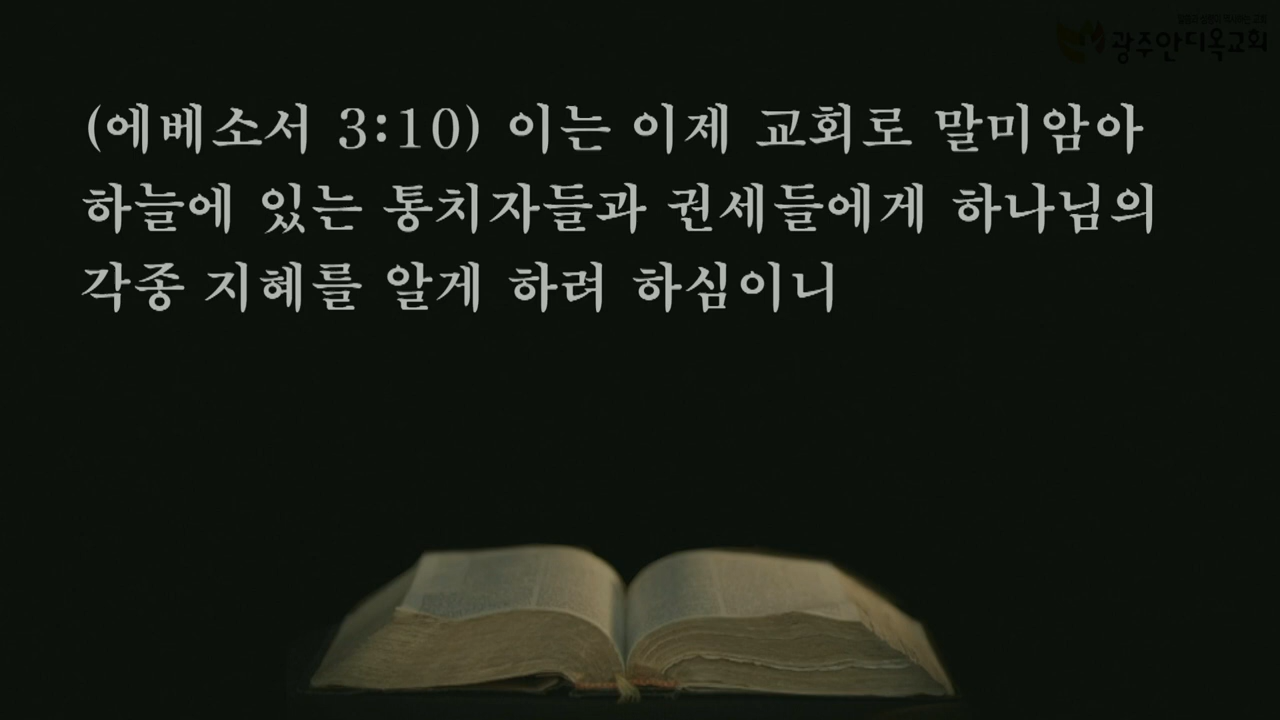 광주안디옥교회
(에베소서 3:10) 이는 이제 교회로 말미암아
하늘에 있는 통치자들과 권세들에게 하나님의
각종 지혜를 알게 하려 하심이니